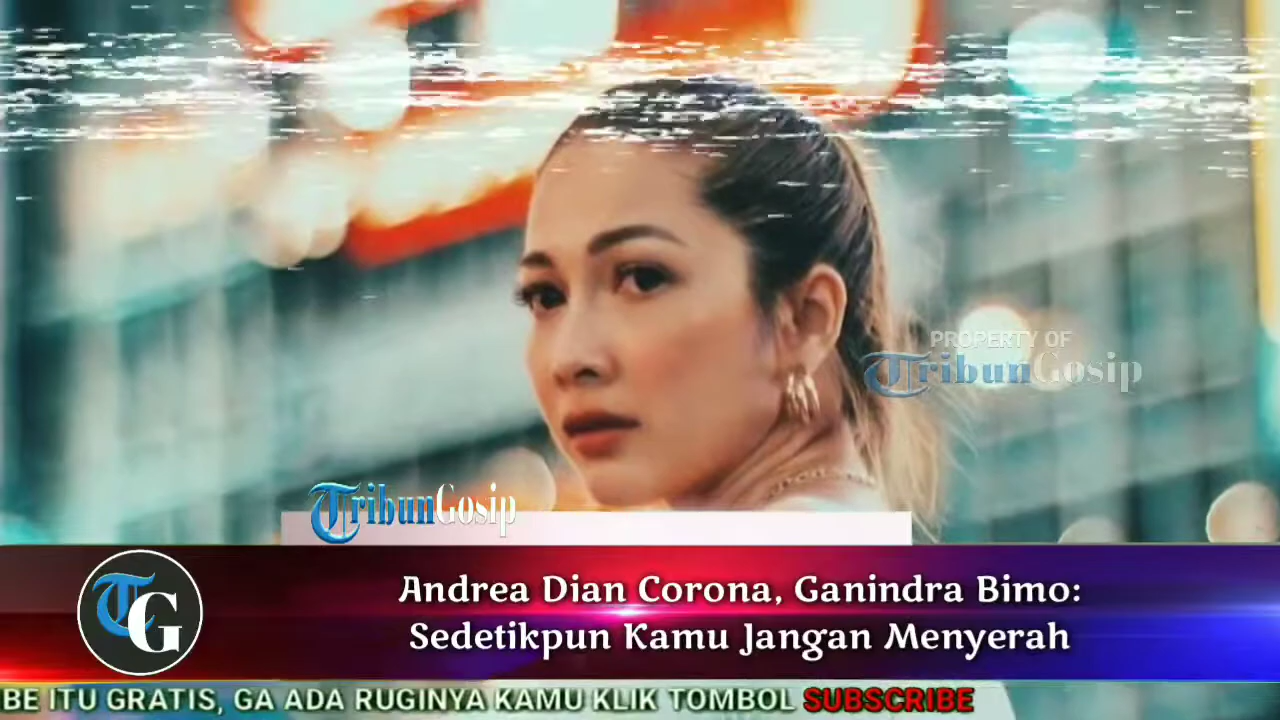 PROPERTY OF
TribunGosip
TribunGosip
TG
Andrea Dian Corona, Ganindra Bimo:
Sedetikpun Kamu Jangan Menyerah
BE ITU GRATIS, GA ADA RUGINYA KAMU KLIK TOMBOL SUBSCRIBE